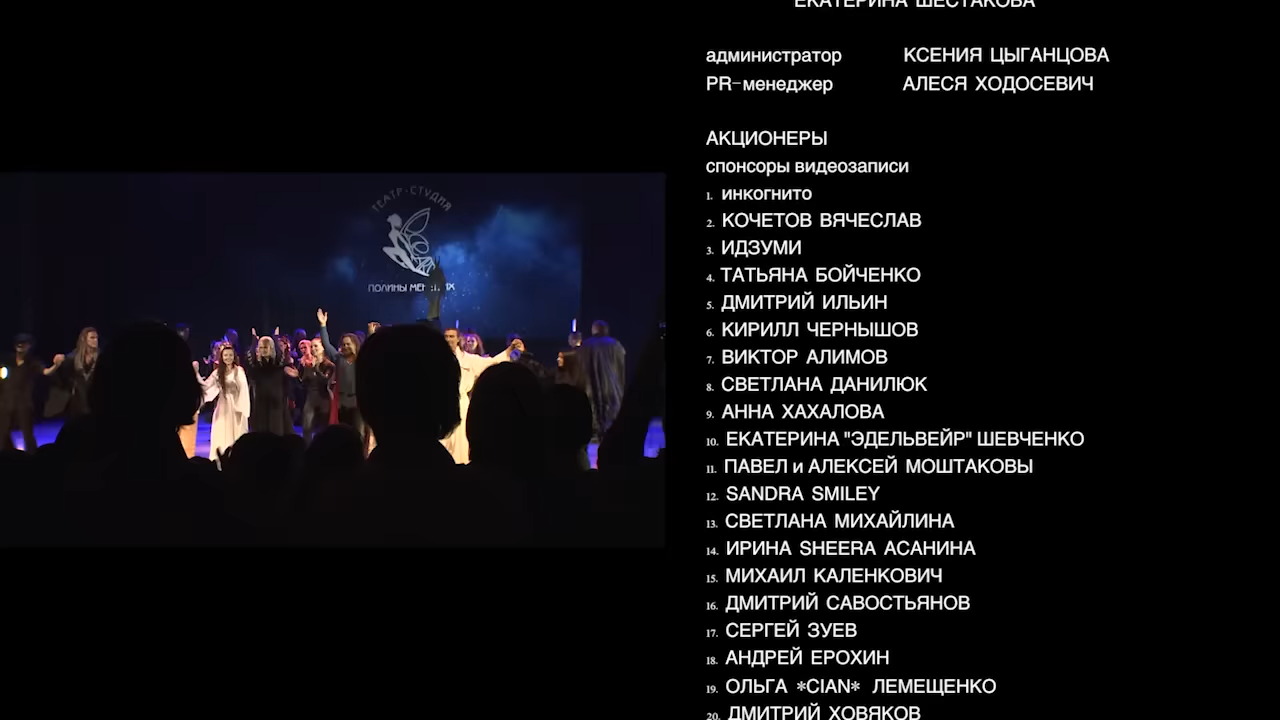 ЕКАТЕРИНА ШЕСТАКОВА
администратор КСЕНИЯ ЦЫГАНЦОВА
PR-менеджер АЛЕСЯ ХОДОСЕВИЧ
АКЦИОНЕРЫ
спонсоры видеозаписи
1. инкогнито
2. КОЧЕТОВ ВЯЧЕСЛАВ
3. ИДЗУМИ
4. ТАТЬЯНА БОЙЧЕНКО
5. ДМИТРИЙ ИЛЬИН
6. КИРИЛЛ ЧЕРНЫШОВ
7. ВИКТОР АЛИМОВ
8. СВЕТЛАНА ДАНИЛЮК
9. АННА ХАХАЛОВА
10. ЕКАТЕРИНА "ЭДЕЛЬВЕЙР" ШЕВЧЕНКО
11. ПАВЕЛ и АЛЕКСЕЙ МОШТАКОВЫ
12. SANDRA SMILEY
13. СВЕТЛАНА МИХАЙЛИНА
14. ИРИНА SHEERA АСАНИНА
15. МИХАИЛ КАЛЕНКОВИЧ
16. ДМИТРИЙ САВОСТЬЯНОВ
17. СЕРГЕЙ ЗУЕВ
18. АНДРЕЙ ЕРОХИН
19. ОЛЬГА *CIAN* ЛЕМЕЩЕНКО
20. ДМИТРИЙ ХОВЯКОВ
ТЕАТР-СТУДИЯ
ПОЛИНЫ